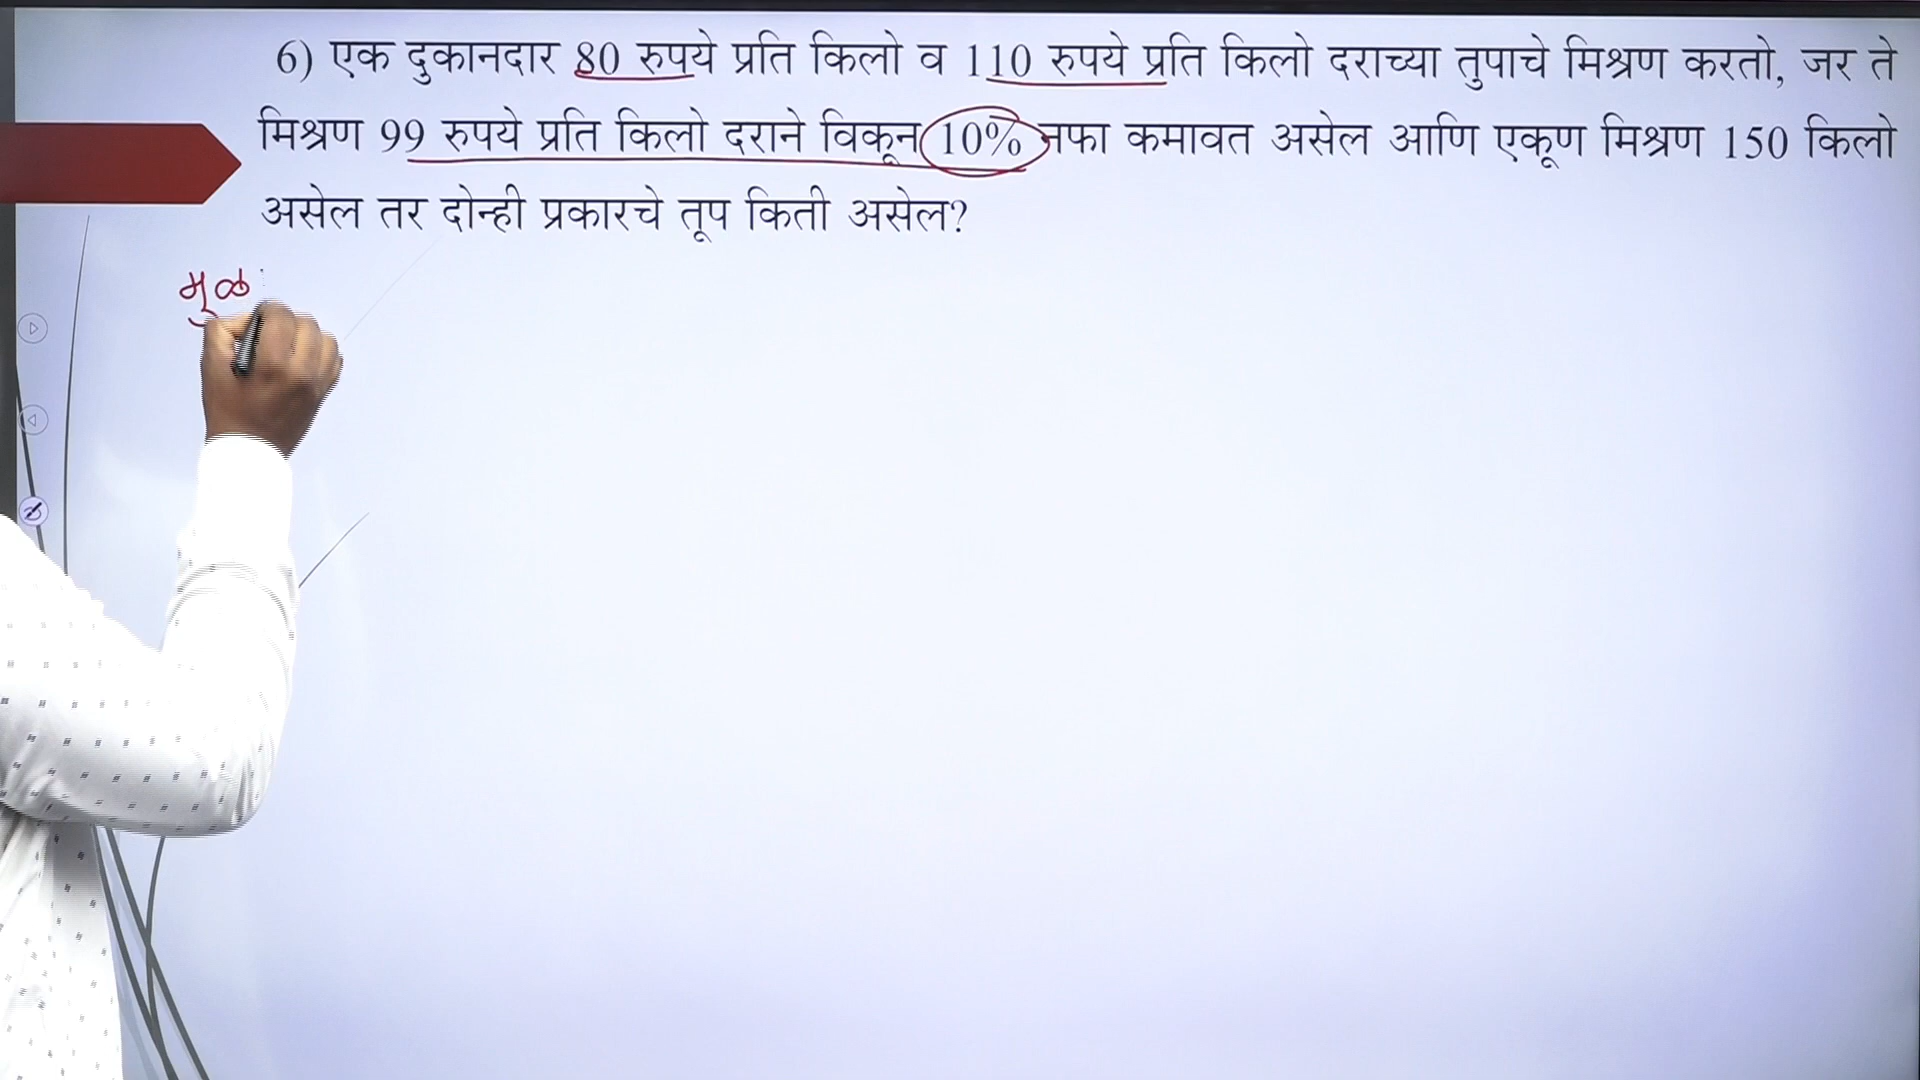 6) एक दुकानदार 80 रुपये प्रति किलो व 110 रुपये प्रति किलो दराच्या तुपाचे मिश्रण करतो, जर ते
मिश्रण 99 रुपये प्रति किलो दराने विकून 10% नफा कमावत असेल आणि एकूण मिश्रण 150 किलो
असेल तर दोन्ही प्रकारचे तूप किती असेल?
मूळ